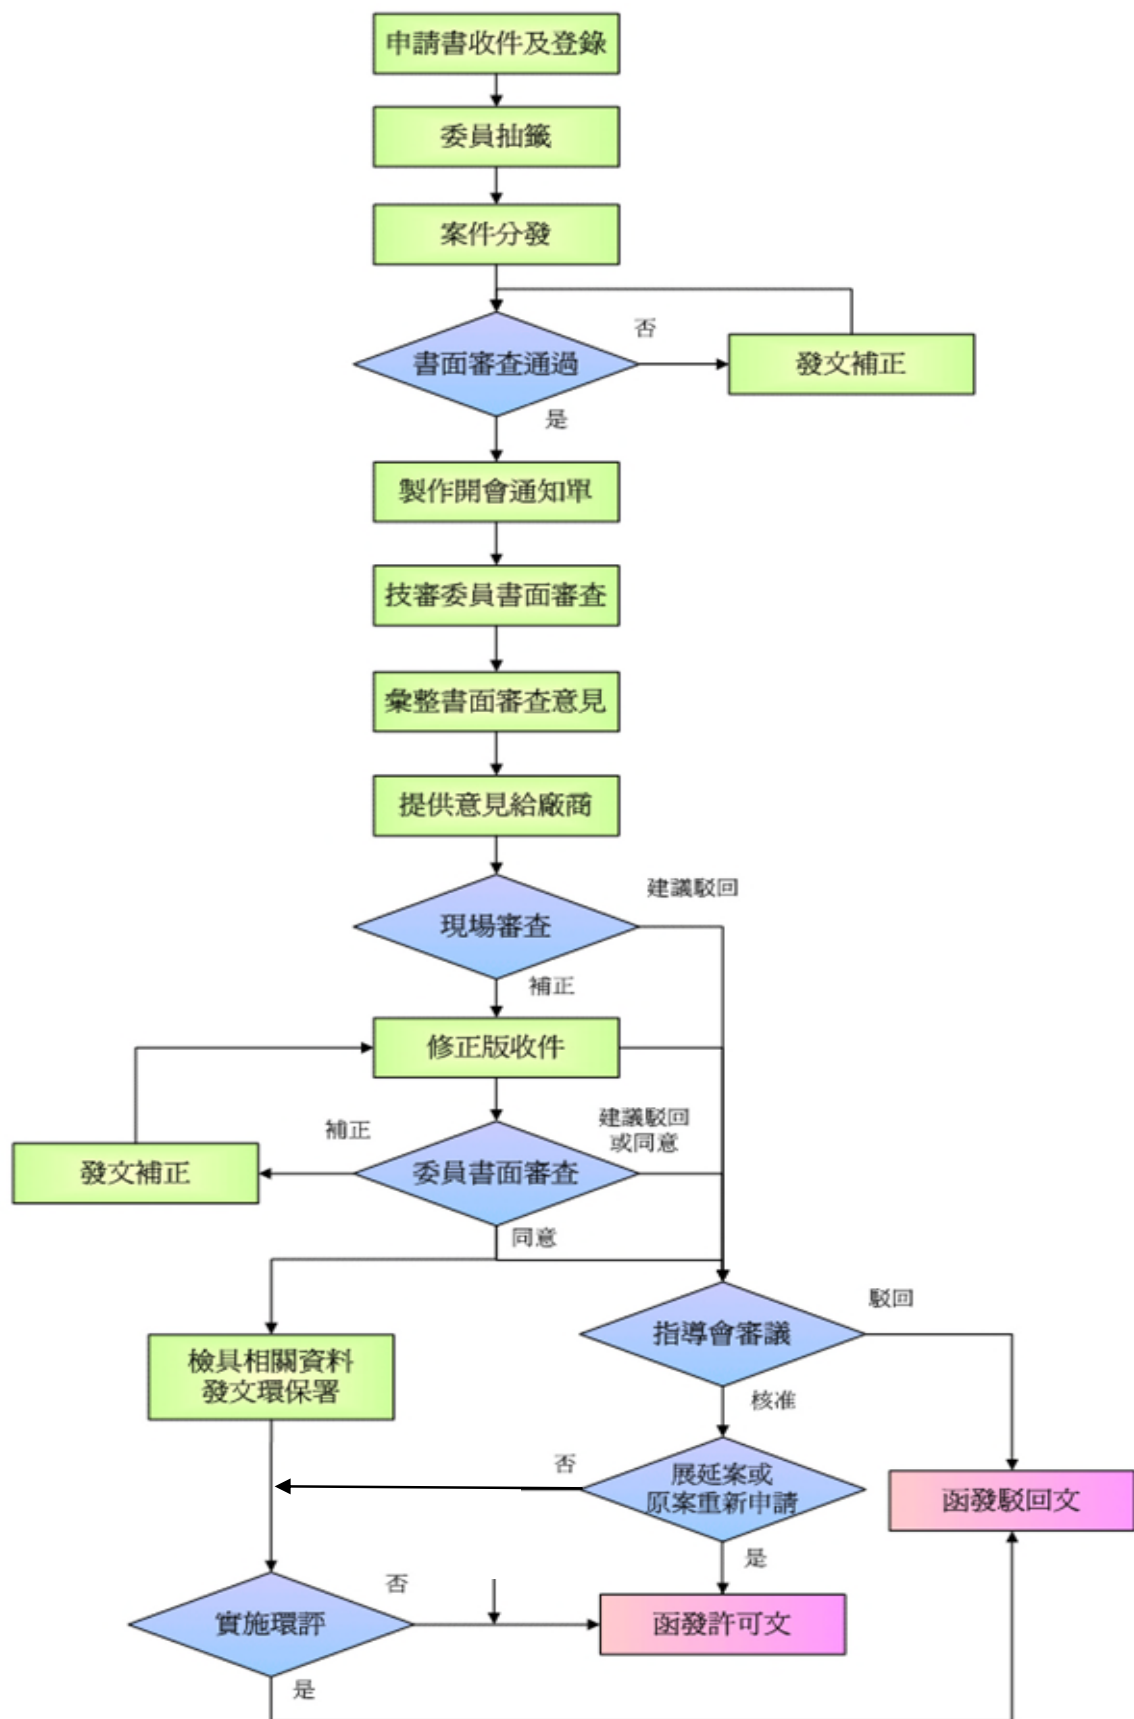 申請書收件及登錄
委員抽籤
案件分發
否
書面審查通過
發文補正
是
製作開會通知單
技審委員書面審查
彙整書面審查意見
提供意見給廠商
建議駁回
現場審查
補正
修正版收件
補正
建議駁回
或同意
發文補正
委員書面審查
同意
駁回
指導會審議
檢具相關資料
發文環保署
核准
否
展延案或
原案重新申請
函發駁回文
是
否
實施環評
函發許可文
是